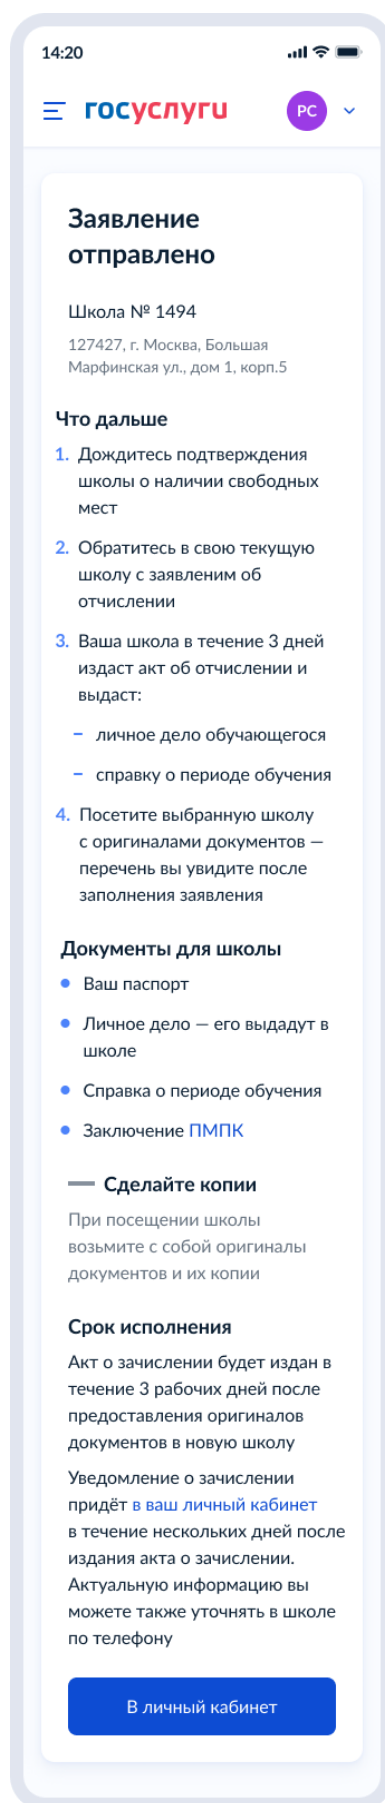 14:20
госуслуги
РС
Заявление
отправлено
Школа № 1494
127427, г. Москва, Большая
Марфинская ул., дом 1, корп.5
Что дальше
1. Дождитесь подтверждения
школы о наличии свободных
мест
2. Обратитесь в свою текущую
школу с заявленим об
отчислении
3. Ваша школа в течение 3 дней
издаст акт об отчислении и
выдаст:
– личное дело обучающегося
– справку о периоде обучения
4. Посетите выбранную школу
с оригиналами документов —
перечень вы увидите после
заполнения заявления
Документы для школы
• Ваш паспорт
• Личное дело — его выдадут в
школе
• Справка о периоде обучения
• Заключение ПМПК
— Сделайте копии
При посещении школы
возьмите с собой оригиналы
документов и их копии
Срок исполнения
Акт о зачислении будет издан в
течение 3 рабочих дней после
предоставления оригиналов
документов в новую школу
Уведомление о зачислении
придёт в ваш личный кабинет
в течение нескольких дней после
издания акта о зачислении.
Актуальную информацию вы
можете также уточнять в школе
по телефону
В личный кабинет